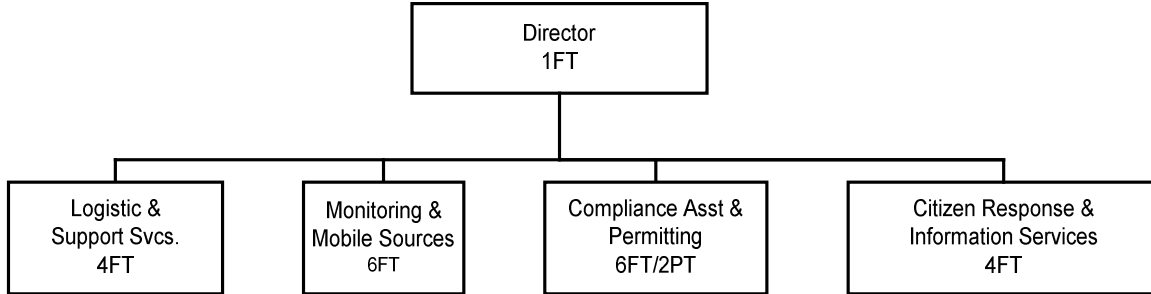 Director
1FT
Logistic &
Support Svcs.
4FT
Monitoring &
Mobile Sources
6FT
Compliance Asst &
Permitting
6FT/2PT
Citizen Response &
Information Services
4FT